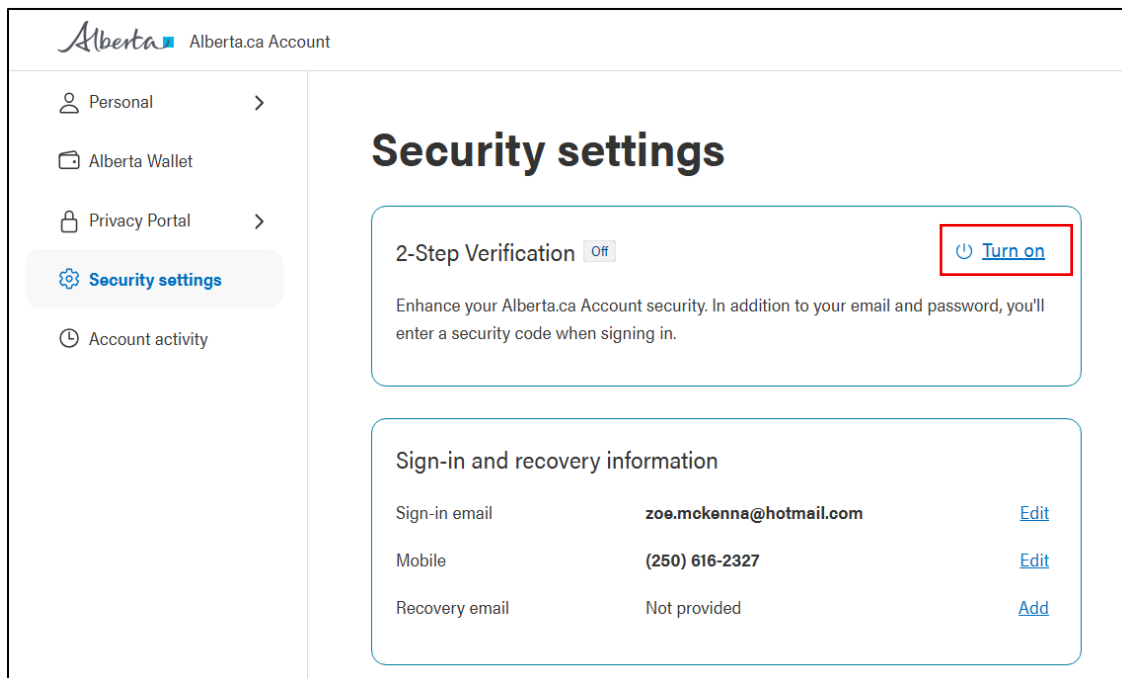 Alberta Alberta.ca Account
Personal
Alberta Wallet
Privacy Portal
Security settings
Account activity
Security settings
2-Step Verification Off
Turn on
Enhance your Alberta.ca Account security. In addition to your email and password, you'll
enter a security code when signing in.
Sign-in and recovery information
Sign-in email zoe.mckenna@hotmail.com Edit
Mobile (250) 616-2327 Edit
Recovery email Not provided Add